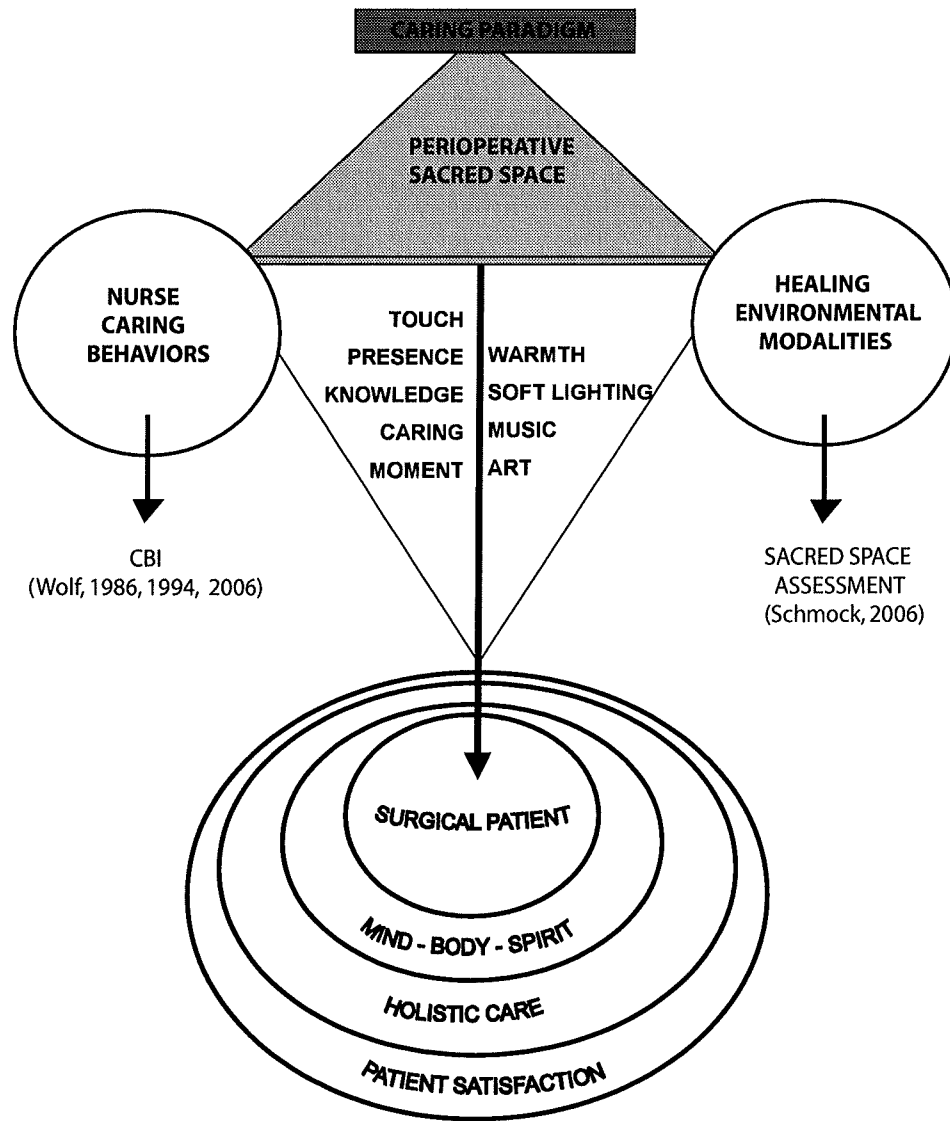 CARING PARADIGM
PERIOPERATIVE
SACRED SPACE
NURSE
CARING
BEHAVIORS
HEALING
ENVIRONMENTAL
MODALITIES
TOUCH
PRESENCE
KNOWLEDGE
CARING
MOMENT
WARMTH
SOFT LIGHTING
MUSIC
ART
CBI
(Wolf, 1986, 1994, 2006)
SACRED SPACE
ASSESSMENT
(Schmock, 2006)
SURGICAL PATIENT
MIND - BODY - SPIRIT
HOLISTIC CARE
PATIENT SATISFACTION